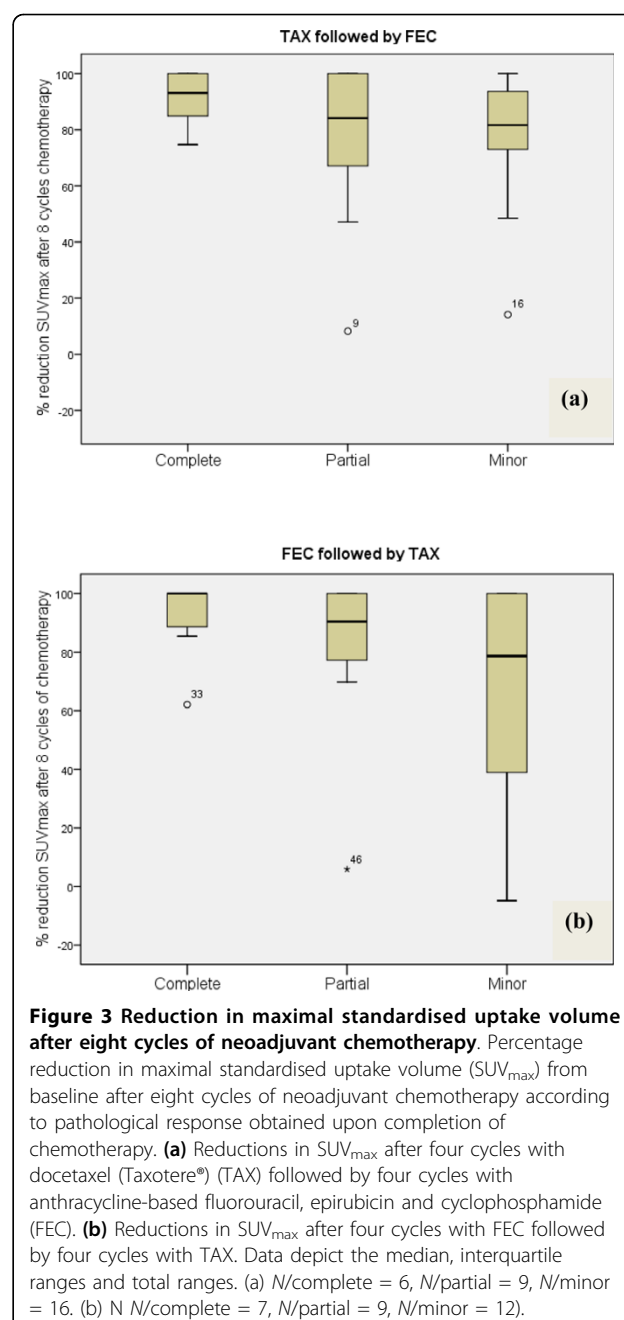 TAX followed by FEC
% reduction SUVmax after 8 cycles chemotherapy
100
80
60
40
20
0
-20
9
16
(a)
Complete Partial Minor
FEC followed by TAX
% reduction SUVmax after 8 cycles of chemotherapy
100
80
60
40
20
0
-20
33
46
(b)
Complete Partial Minor
Figure 3 Reduction in maximal standardised uptake volume
after eight cycles of neoadjuvant chemotherapy. Percentage
reduction in maximal standardised uptake volume (SUVmax) from
baseline after eight cycles of neoadjuvant chemotherapy according
to pathological response obtained upon completion of
chemotherapy. (a) Reductions in SUVmax after four cycles with
docetaxel (Taxotere®) (TAX) followed by four cycles with
anthracycline-based fluorouracil, epirubicin and cyclophosphamide
(FEC). (b) Reductions in SUVmax after four cycles with FEC followed
by four cycles with TAX. Data depict the median, interquartile
ranges and total ranges. (a) N/complete = 6, N/partial = 9, N/minor
= 16. (b) N N/complete = 7, N/partial = 9, N/minor = 12).